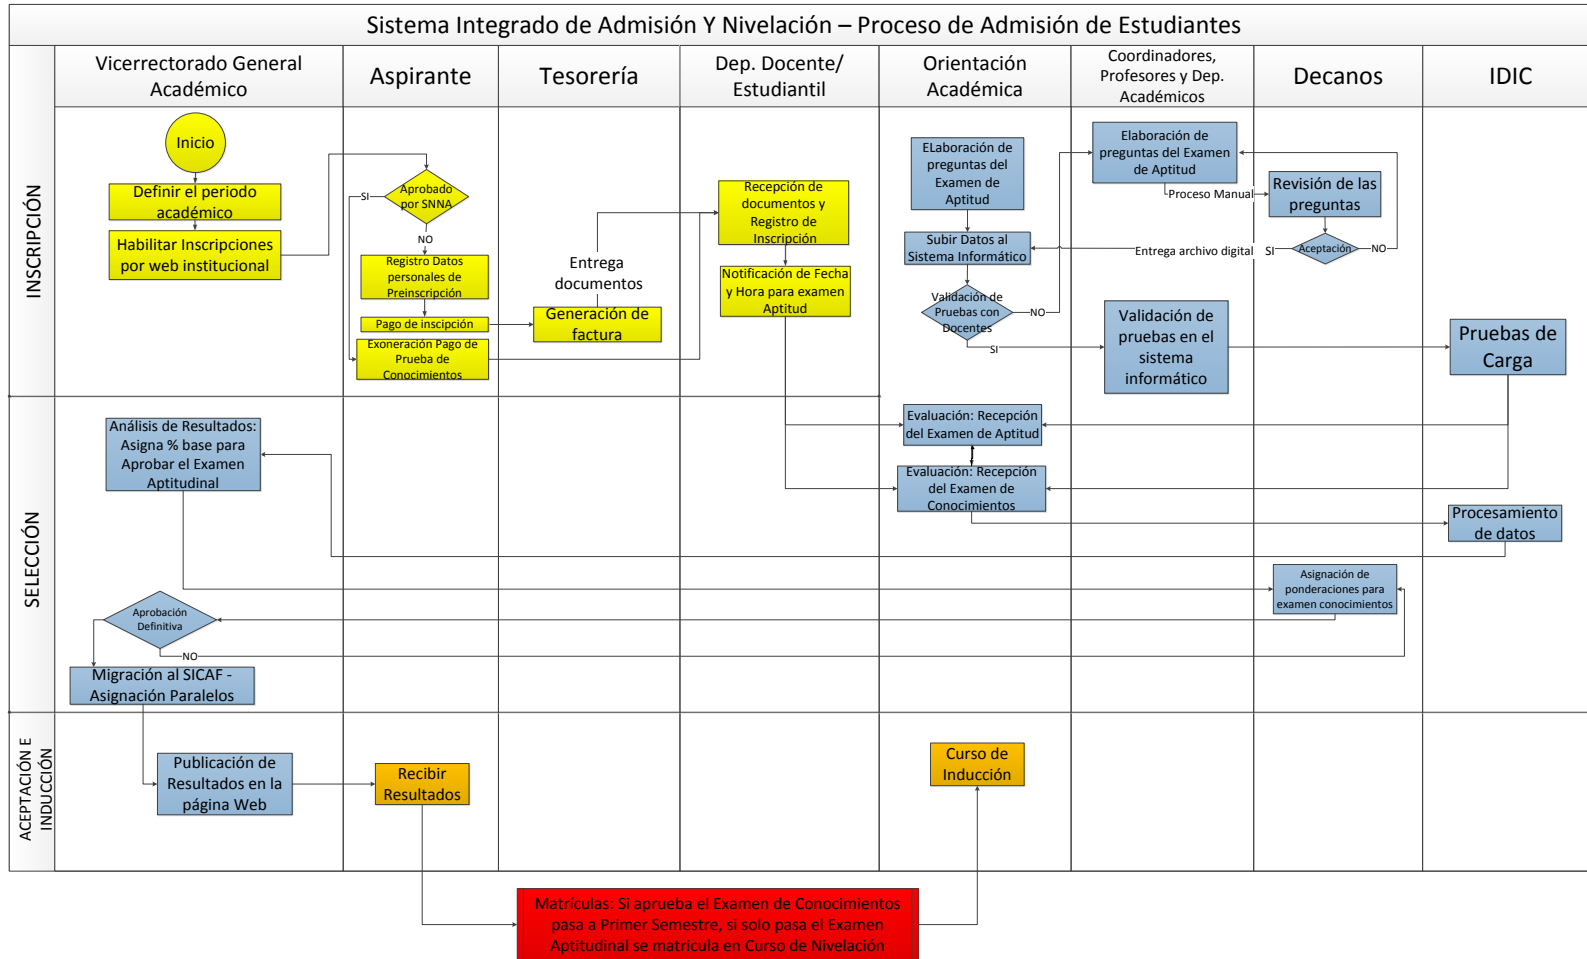 Sistema Integrado de Admisión Y Nivelación – Proceso de Admisión de Estudiantes
Vicerrectorado General
Académico
Aspirante
Tesorería
Dep. Docente/
Estudiantil
Orientación
Académica
Coordinadores,
Profesores y Dep.
Académicos
Decanos
IDIC
INSCRIPCIÓN
Inicio
Definir el periodo
académico
Habilitar Inscripciones
por web institucional
Aprobado
por SNNA
SI
NO
Registro Datos
personales de
Preinscripción
Pago de inscipción
Exoneración Pago de
Prueba de
Conocimientos
Entrega
documentos
Generación de
factura
Recepción de
documentos y
Registro de
Inscripción
Notificación de Fecha
y Hora para examen
Aptitud
ELaboración de
preguntas del
Examen de
Aptitud
Subir Datos al
Sistema Informático
Validación de
Pruebas con
Docentes
NO
SI
Elaboración de
preguntas del Examen
de Aptitud
Proceso Manual
Revisión de las
preguntas
Aceptación
SI
NO
Entrega archivo digital
Validación de
pruebas en el
sistema
informático
Pruebas de
Carga
SELECCIÓN
Análisis de Resultados:
Asigna % base para
Aprobar el Examen
Aptitudinal
Evaluación: Recepción
del Examen de Aptitud
Evaluación: Recepción
del Examen de
Conocimientos
Procesamiento
de datos
Asignación de
ponderaciones para
examen conocimientos
Aprobación
Definitiva
NO
Migración al SICAF -
Asignación Paralelos
ACEPTACIÓN E
INDUCCIÓN
Publicación de
Resultados en la
página Web
Recibir
Resultados
Curso de
Inducción
Matrículas: Si aprueba el Examen de Conocimientos
pasa a Primer Semestre, si solo pasa el Examen
Aptitudinal se matricula en Curso de Nivelación